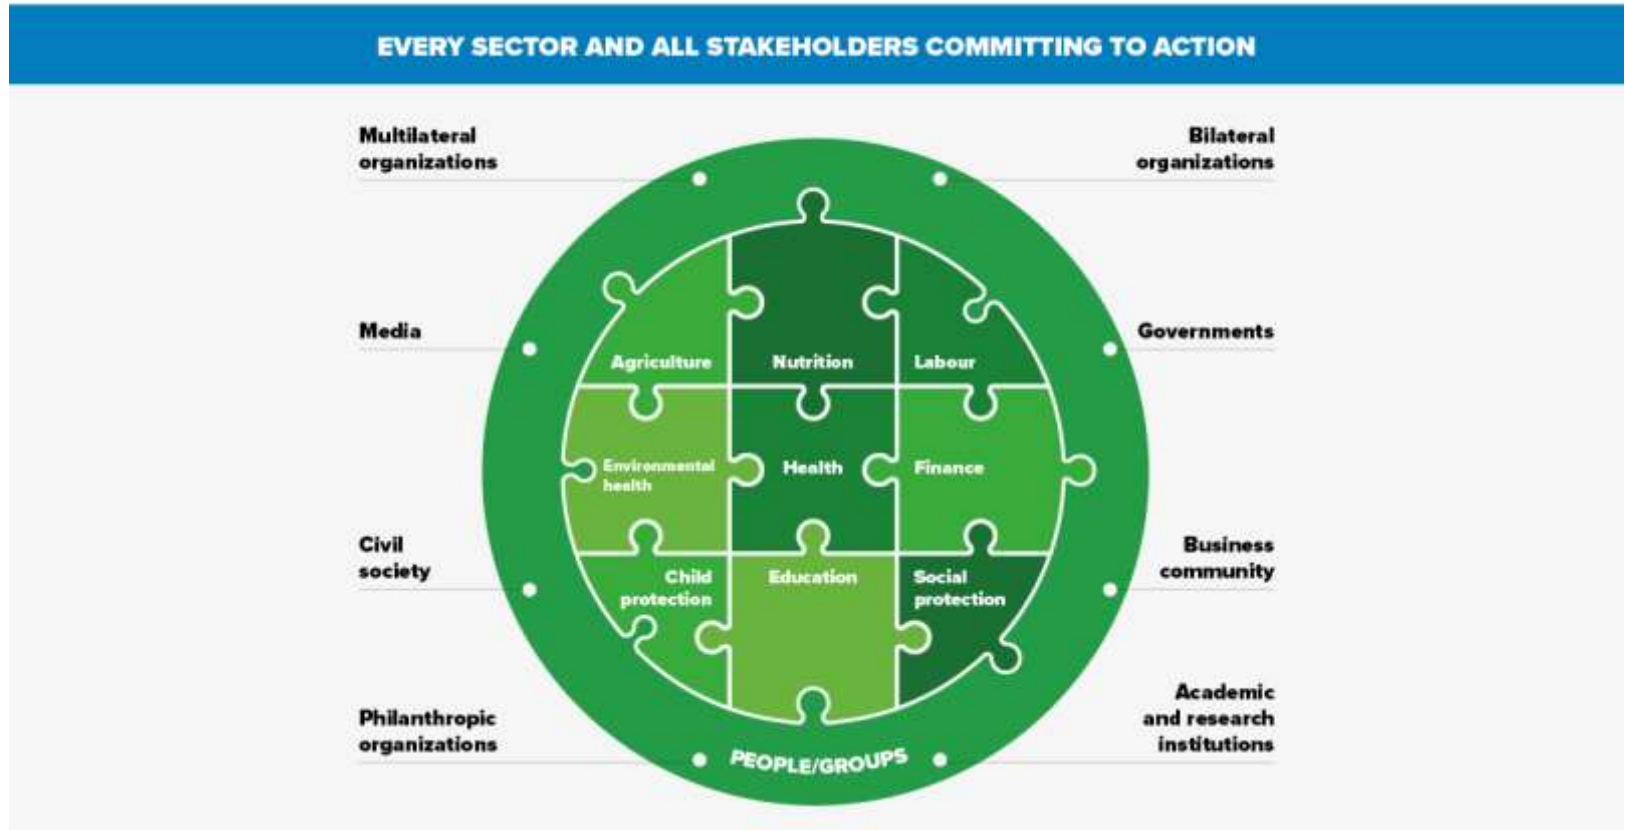 EVERY SECTOR AND ALL STAKEHOLDERS COMMITTING TO ACTION
Multilateral
organizations
Bilateral
organizations
Media
Governments
Agriculture
Nutrition
Labour
Environmental
health
Health
Finance
Civil
society
Business
community
Child
protection
Education
Social
protection
Philanthropic
organizations
Academic
and research
institutions
PEOPLE/GROUPS